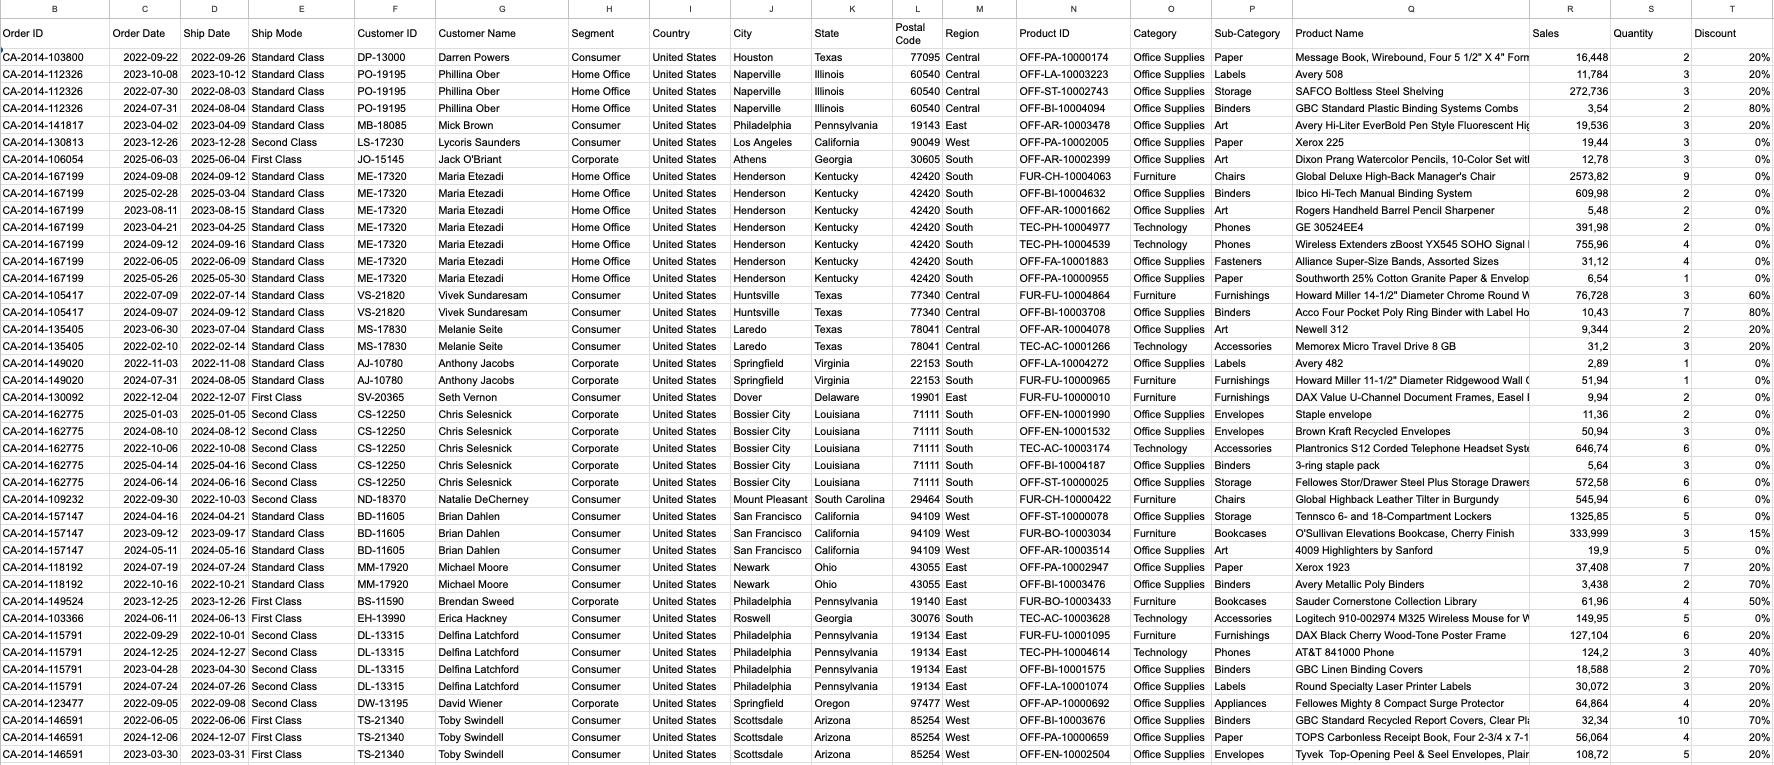 B C D E F G H I J K L M N O P Q R S T
Order ID Order Date Ship Date Ship Mode Customer ID Customer Name Segment Country City State Postal Code Region Product ID Category Sub-Category Product Name Sales Quantity Discount
CA-2014-103800 2022-09-22 2022-09-26 Standard Class DP-13000 Darren Powers Consumer United States Houston Texas 77095 Central OFF-PA-10000174 Office Supplies Paper Message Book, Wirebound, Four 5 1/2" X 4" Form 16,448 2 20%
CA-2014-112326 2023-10-08 2023-10-12 Standard Class PO-19195 Phillina Ober Home Office United States Naperville Illinois 60540 Central OFF-LA-10003223 Office Supplies Labels Avery 508 11,784 3 20%
CA-2014-112326 2022-07-30 2022-08-03 Standard Class PO-19195 Phillina Ober Home Office United States Naperville Illinois 60540 Central OFF-ST-10002743 Office Supplies Storage SAFCO Boltless Steel Shelving 272,736 3 20%
CA-2014-112326 2024-07-31 2024-08-04 Standard Class PO-19195 Phillina Ober Home Office United States Naperville Illinois 60540 Central OFF-BI-10004094 Office Supplies Binders GBC Standard Plastic Binding Systems Combs 3,54 2 80%
CA-2014-141817 2023-04-02 2023-04-09 Standard Class MB-18085 Mick Brown Consumer United States Philadelphia Pennsylvania 19143 East OFF-AR-10003478 Office Supplies Art Avery Hi-Liter EverBold Pen Style Fluorescent Hig 19,536 3 20%
CA-2014-130813 2023-12-26 2023-12-28 Second Class LS-17230 Lycoris Saunders Consumer United States Los Angeles California 90049 West OFF-PA-10002005 Office Supplies Paper Xerox 225 19,44 3 0%
CA-2014-106054 2025-06-03 2025-06-04 First Class JO-15145 Jack O'Briant Corporate United States Athens Georgia 30605 South OFF-AR-10002399 Office Supplies Art Dixon Prang Watercolor Pencils, 10-Color Set with 12,78 3 0%
CA-2014-167199 2024-09-08 2024-09-12 Standard Class ME-17320 Maria Etezadi Home Office United States Henderson Kentucky 42420 South FUR-CH-10004063 Furniture Chairs Global Deluxe High-Back Manager's Chair 2573,82 9 0%
CA-2014-167199 2025-02-28 2025-03-04 Standard Class ME-17320 Maria Etezadi Home Office United States Henderson Kentucky 42420 South OFF-BI-10004632 Office Supplies Binders Ibico Hi-Tech Manual Binding System 609,98 2 0%
CA-2014-167199 2023-08-11 2023-08-15 Standard Class ME-17320 Maria Etezadi Home Office United States Henderson Kentucky 42420 South OFF-AR-10001662 Office Supplies Art Rogers Handheld Barrel Pencil Sharpener 5,48 2 0%
CA-2014-167199 2023-04-21 2023-04-25 Standard Class ME-17320 Maria Etezadi Home Office United States Henderson Kentucky 42420 South TEC-PH-10004977 Technology Phones GE 30524EE4 391,98 2 0%
CA-2014-167199 2024-09-12 2024-09-16 Standard Class ME-17320 Maria Etezadi Home Office United States Henderson Kentucky 42420 South TEC-PH-10004539 Technology Phones Wireless Extenders zBoost YX545 SOHO Signal 755,96 4 0%
CA-2014-167199 2022-06-05 2022-06-09 Standard Class ME-17320 Maria Etezadi Home Office United States Henderson Kentucky 42420 South OFF-FA-10001883 Office Supplies Fasteners Alliance Super-Size Bands, Assorted Sizes 31,12 4 0%
CA-2014-167199 2025-05-26 2025-05-30 Standard Class ME-17320 Maria Etezadi Home Office United States Henderson Kentucky 42420 South OFF-PA-10000955 Office Supplies Paper Southworth 25% Cotton Granite Paper & Envelop 6,54 1 0%
CA-2014-105417 2022-07-09 2022-07-14 Standard Class VS-21820 Vivek Sundaresam Consumer United States Huntsville Texas 77340 Central FUR-FU-10004864 Furniture Furnishings Howard Miller 14-1/2" Diameter Chrome Round W 76,728 3 60%
CA-2014-105417 2024-09-07 2024-09-12 Standard Class VS-21820 Vivek Sundaresam Consumer United States Huntsville Texas 77340 Central OFF-BI-10003708 Office Supplies Binders Acco Four Pocket Poly Ring Binder with Label Ho 10,43 7 80%
CA-2014-135405 2023-06-30 2023-07-04 Standard Class MS-17830 Melanie Seite Consumer United States Laredo Texas 78041 Central OFF-AR-10004078 Office Supplies Art Newell 312 9,344 2 20%
CA-2014-135405 2022-02-10 2022-02-14 Standard Class MS-17830 Melanie Seite Consumer United States Laredo Texas 78041 Central TEC-AC-10001266 Technology Accessories Memorex Micro Travel Drive 8 GB 31,2 3 20%
CA-2014-149020 2022-11-03 2022-11-08 Standard Class AJ-10780 Anthony Jacobs Corporate United States Springfield Virginia 22153 South OFF-LA-10004272 Office Supplies Labels Avery 482 2,89 1 0%
CA-2014-149020 2024-07-31 2024-08-05 Standard Class AJ-10780 Anthony Jacobs Corporate United States Springfield Virginia 22153 South FUR-FU-10000965 Furniture Furnishings Howard Miller 11-1/2" Diameter Ridgewood Wall C 51,94 1 0%
CA-2014-130092 2022-12-04 2022-12-07 First Class SV-20365 Seth Vernon Consumer United States Dover Delaware 19901 East FUR-FU-10000010 Furniture Furnishings DAX Value U-Channel Document Frames, Easel 9,94 2 0%
CA-2014-162775 2025-01-03 2025-01-05 Second Class CS-12250 Chris Selesnick Corporate United States Bossier City Louisiana 71111 South OFF-EN-10001990 Office Supplies Envelopes Staple envelope 11,36 2 0%
CA-2014-162775 2024-08-10 2024-08-12 Second Class CS-12250 Chris Selesnick Corporate United States Bossier City Louisiana 71111 South OFF-EN-10001532 Office Supplies Envelopes Brown Kraft Recycled Envelopes 50,94 3 0%
CA-2014-162775 2022-10-06 2022-10-08 Second Class CS-12250 Chris Selesnick Corporate United States Bossier City Louisiana 71111 South TEC-AC-10003174 Technology Accessories Plantronics S12 Corded Telephone Headset Syste 646,74 6 0%
CA-2014-162775 2025-04-14 2025-04-16 Second Class CS-12250 Chris Selesnick Corporate United States Bossier City Louisiana 71111 South OFF-BI-10004187 Office Supplies Binders 3-ring staple pack 5,64 3 0%
CA-2014-162775 2024-06-14 2024-06-16 Second Class CS-12250 Chris Selesnick Corporate United States Bossier City Louisiana 71111 South OFF-ST-10000025 Office Supplies Storage Fellowes Stor/Drawer Steel Plus Storage Drawers 572,58 6 0%
CA-2014-109232 2022-09-30 2022-10-03 Second Class ND-18370 Natalie DeCherney Consumer United States Mount Pleasant South Carolina 29464 South FUR-CH-10000422 Furniture Chairs Global Highback Leather Tilter in Burgundy 545,94 6 0%
CA-2014-157147 2024-04-16 2024-04-21 Standard Class BD-11605 Brian Dahlen Consumer United States San Francisco California 94109 West OFF-ST-10000078 Office Supplies Storage Tennsco 6- and 18-Compartment Lockers 1325,85 5 0%
CA-2014-157147 2023-09-12 2023-09-17 Standard Class BD-11605 Brian Dahlen Consumer United States San Francisco California 94109 West FUR-BO-10003034 Furniture Bookcases O'Sullivan Elevations Bookcase, Cherry Finish 333,999 3 15%
CA-2014-157147 2024-05-11 2024-05-16 Standard Class BD-11605 Brian Dahlen Consumer United States San Francisco California 94109 West OFF-AR-10003514 Office Supplies Art 4009 Highlighters by Sanford 19,9 5 0%
CA-2014-118192 2024-07-19 2024-07-24 Standard Class MM-17920 Michael Moore Consumer United States Newark Ohio 43055 East OFF-PA-10002947 Office Supplies Paper Xerox 1923 37,408 7 20%
CA-2014-118192 2022-10-16 2022-10-21 Standard Class MM-17920 Michael Moore Consumer United States Newark Ohio 43055 East OFF-BI-10003476 Office Supplies Binders Avery Metallic Poly Binders 3,438 2 70%
CA-2014-149524 2023-12-25 2023-12-26 First Class BS-11590 Brendan Sweed Corporate United States Philadelphia Pennsylvania 19140 East FUR-BO-10003433 Furniture Bookcases Sauder Cornerstone Collection Library 61,96 4 50%
CA-2014-103366 2024-06-11 2024-06-13 First Class EH-13990 Erica Hackney Consumer United States Roswell Georgia 30076 South TEC-AC-10003628 Technology Accessories Logitech 910-002974 M325 Wireless Mouse for W 149,95 5 0%
CA-2014-115791 2022-09-29 2022-10-01 Second Class DL-13315 Delfina Latchford Consumer United States Philadelphia Pennsylvania 19134 East FUR-FU-10001095 Furniture Furnishings DAX Black Cherry Wood-Tone Poster Frame 127,104 6 20%
CA-2014-115791 2024-12-25 2024-12-27 Second Class DL-13315 Delfina Latchford Consumer United States Philadelphia Pennsylvania 19134 East TEC-PH-10004614 Technology Phones AT&T 841000 Phone 124,2 3 40%
CA-2014-115791 2023-04-28 2023-04-30 Second Class DL-13315 Delfina Latchford Consumer United States Philadelphia Pennsylvania 19134 East OFF-BI-10001575 Office Supplies Binders GBC Linen Binding Covers 18,588 2 70%
CA-2014-115791 2024-07-24 2024-07-26 Second Class DL-13315 Delfina Latchford Consumer United States Philadelphia Pennsylvania 19134 East OFF-LA-10001074 Office Supplies Labels Round Specialty Laser Printer Labels 30,072 3 20%
CA-2014-123477 2022-09-05 2022-09-08 Second Class DW-13195 David Wiener Corporate United States Springfield Oregon 97477 West OFF-AP-10000692 Office Supplies Appliances Fellowes Mighty 8 Compact Surge Protector 64,864 4 20%
CA-2014-146591 2022-06-05 2022-06-06 First Class TS-21340 Toby Swindell Consumer United States Scottsdale Arizona 85254 West OFF-BI-10003676 Office Supplies Binders GBC Standard Recycled Report Covers, Clear Pla 32,34 10 70%
CA-2014-146591 2024-12-06 2024-12-07 First Class TS-21340 Toby Swindell Consumer United States Scottsdale Arizona 85254 West OFF-PA-10000659 Office Supplies Paper TOPS Carbonless Receipt Book, Four 2-3/4 x 7-1 56,064 4 20%
CA-2014-146591 2023-03-30 2023-03-31 First Class TS-21340 Toby Swindell Consumer United States Scottsdale Arizona 85254 West OFF-EN-10002504 Office Supplies Envelopes Tyvek Top-Opening Peel & Seel Envelopes, Plain 108,72 5 20%